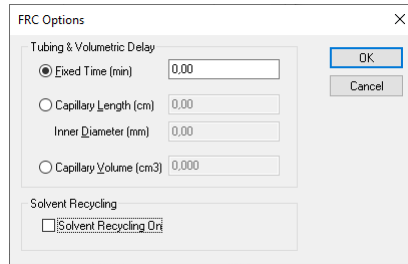 FRC Options
Tubing & Volumetric Delay
Fixed Time (min) 0,00
OK
Cancel
Capillary Length (cm) 0,00
Inner Diameter (mm) 0,00
Capillary Volume (cm3) 0,000
Solvent Recycling
Solvent Recycling On